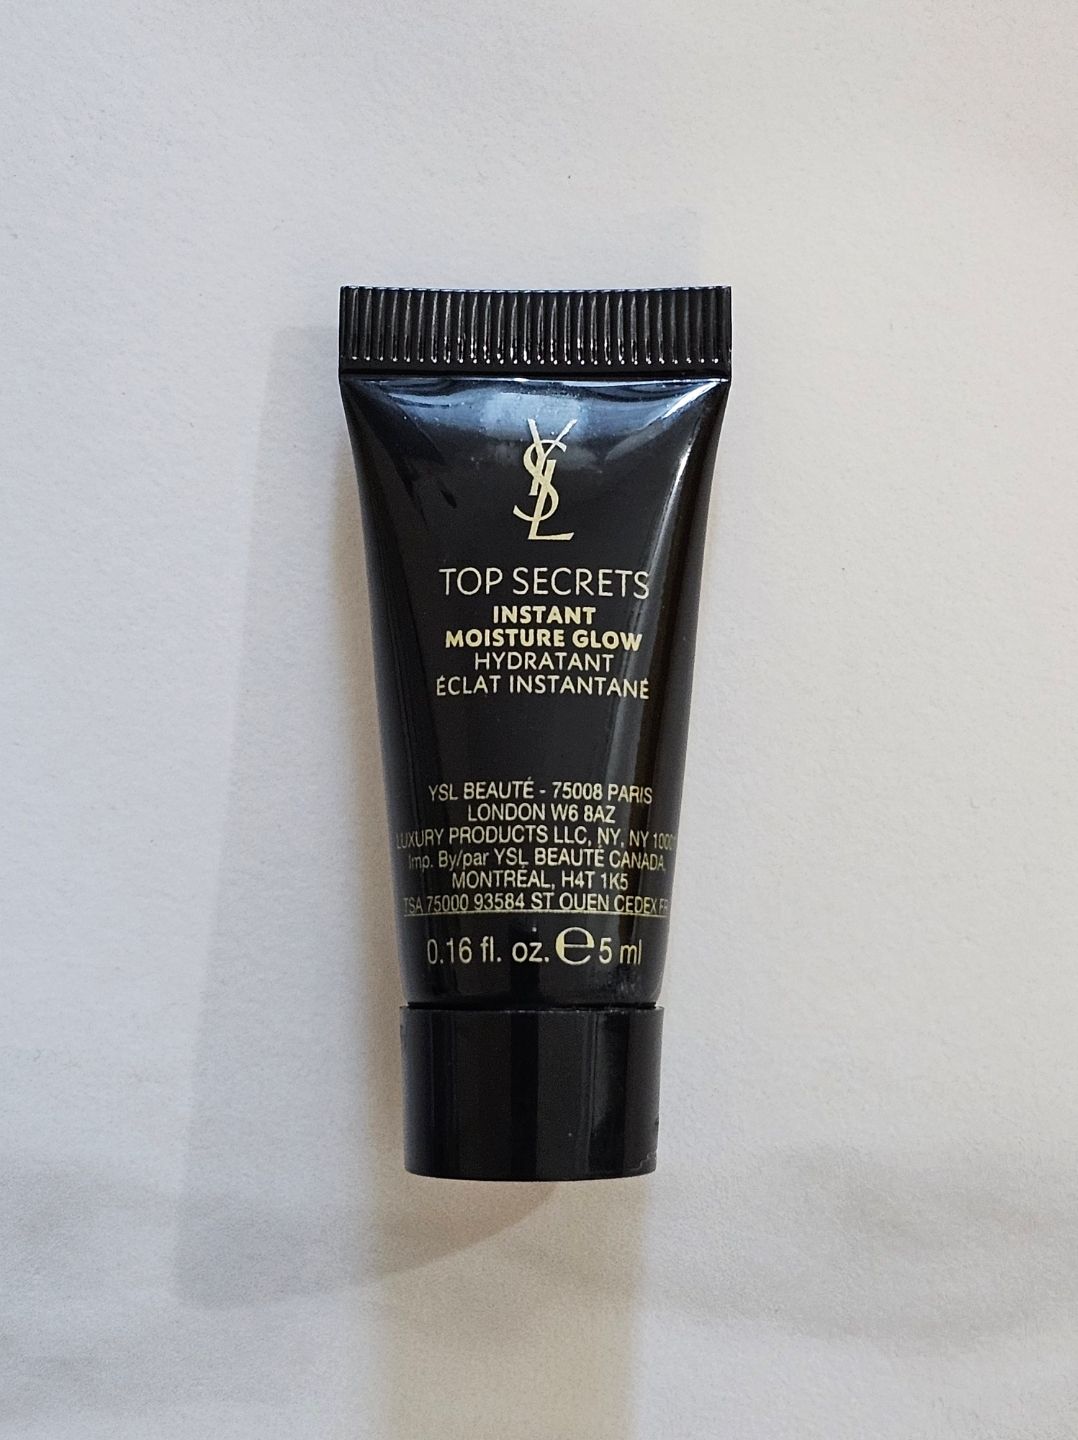 YSL
TOP SECRETS
INSTANT
MOISTURE GLOW
HYDRATANT
ÉCLAT INSTANTANÉ
YSL BEAUTÉ - 75008 PARIS
LONDON W6 8AZ
LUXURY PRODUCTS LLC, NY, NY
Imp. By/par YSL BEAUTÉ CANADA,
MONTRÉAL, H4T 1K5
TSA 75000 93584 ST OUEN CEDEX FR
0.16 fl. oz. e 5 ml